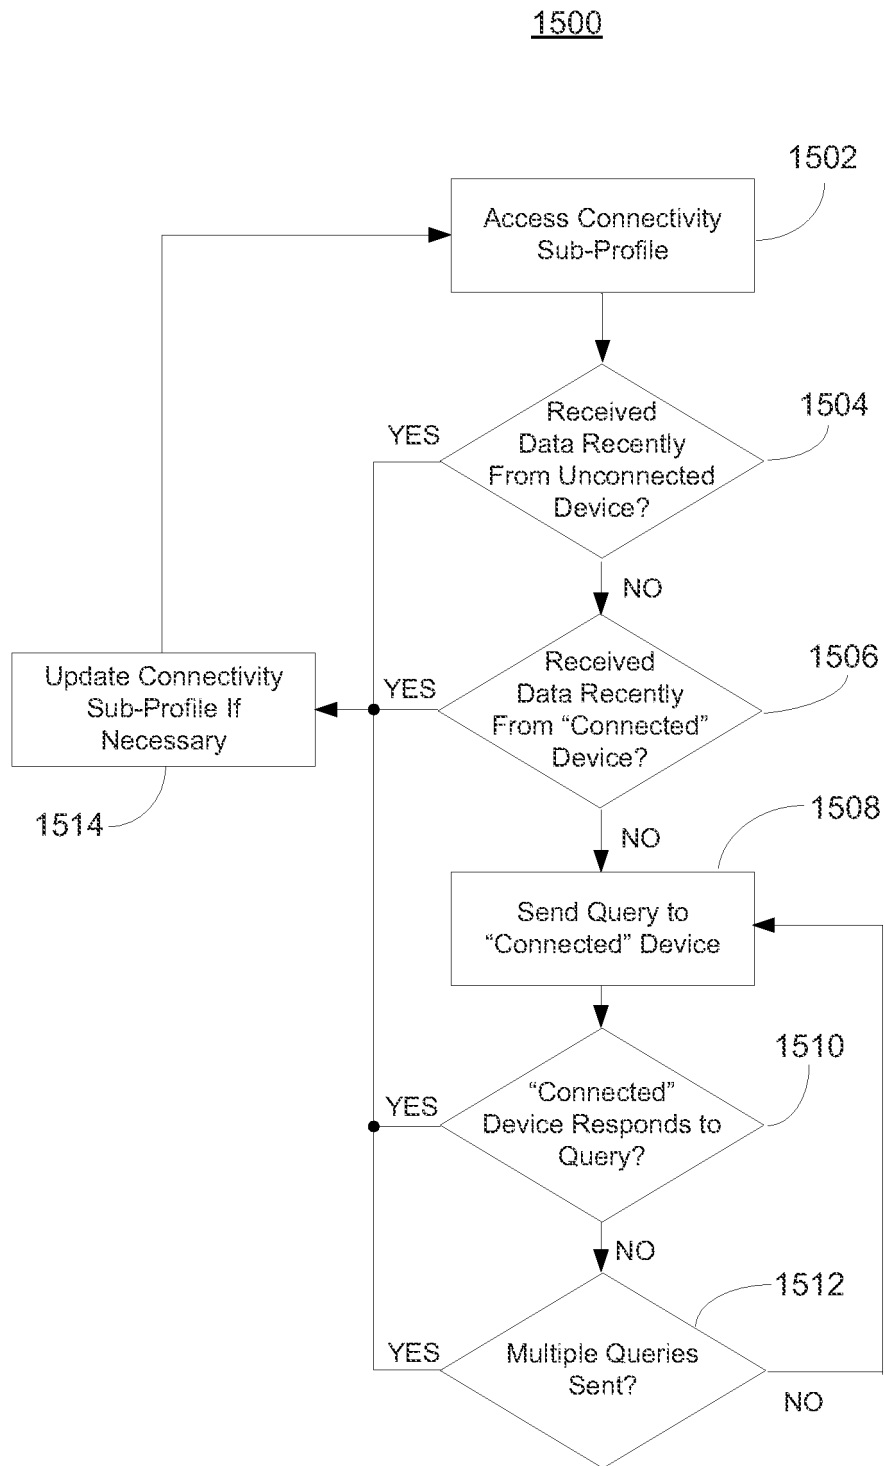 1500
1502
Access Connectivity
Sub-Profile
1504
Received
Data Recently
From Unconnected
Device?
YES
NO
1506
Received
Data Recently
From “Connected”
Device?
YES
Update Connectivity
Sub-Profile If
Necessary
1514
NO
1508
Send Query to
“Connected” Device
1510
“Connected”
Device Responds to
Query?
YES
NO
1512
Multiple Queries
Sent?
YES
NO